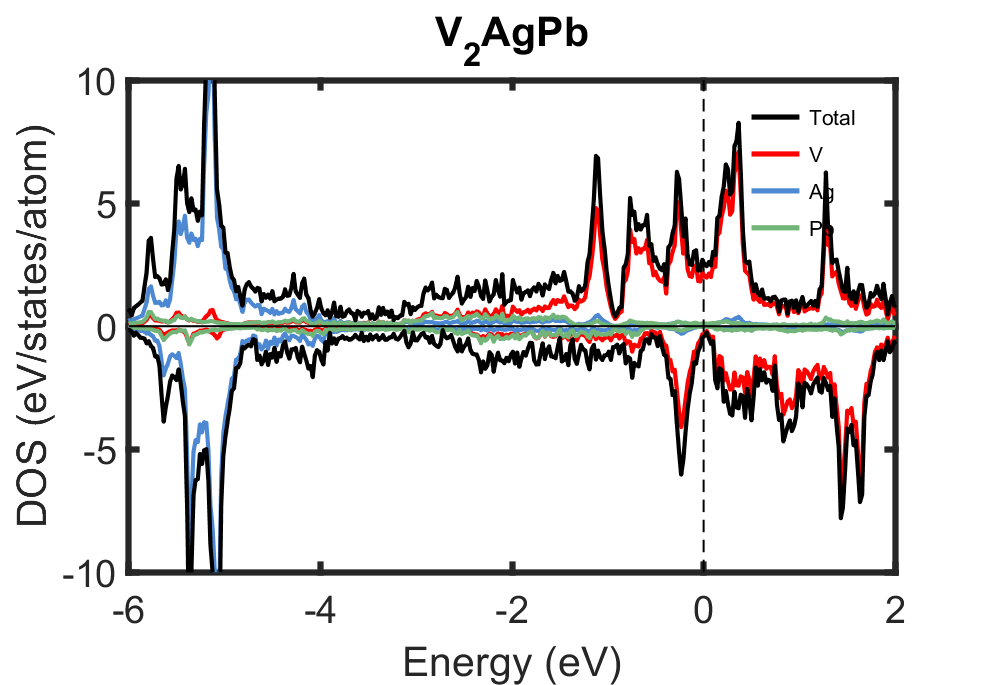 V₂AgPb
DOS (eV/states/atom)
10
5
0
-5
-10
Total
V
Ag
Pb
-6
-4
-2
0
2
Energy (eV)